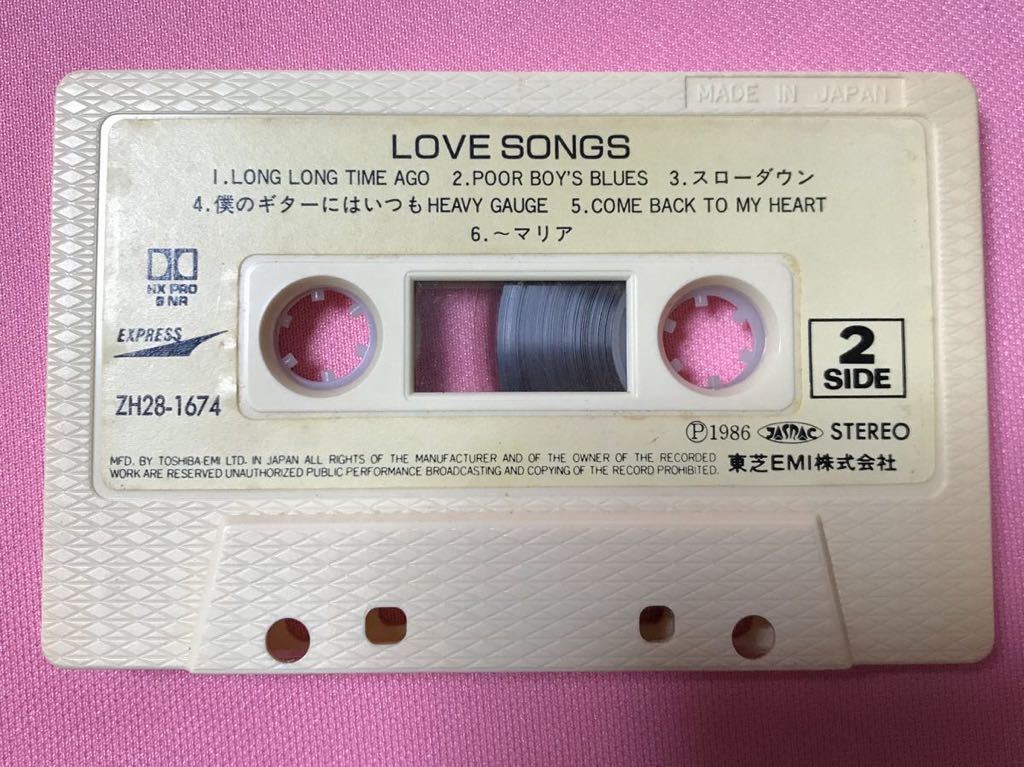 MADE IN JAPAN
LOVE SONGS
1.LONG LONG TIME AGO 2.POOR BOY'S BLUES 3.スローダウン
4.僕のギターにはいつもHEAVY GAUGE 5.COME BACK TO MY HEART
6.～マリア
HX PRO
B NR
EXPRESS
ZH28-1674
2
SIDE
Ⓟ1986 JASRAC STEREO
MFD. BY TOSHIBA-EMI LTD. IN JAPAN ALL RIGHTS OF THE MANUFACTURER AND OF THE OWNER OF THE RECORDED
WORK ARE RESERVED UNAUTHORIZED PUBLIC PERFORMANCE BROADCASTING AND COPYING OF THE RECORD PROHIBITED.
東芝EMI株式会社